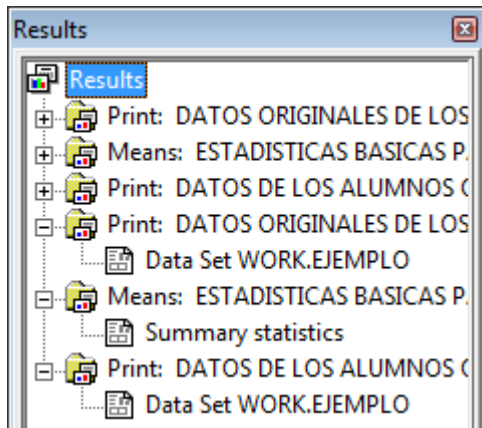 Results
Results
Print: DATOS ORIGINALES DE LOS
Means: ESTADISTICAS BASICAS P
Print: DATOS DE LOS ALUMNOS
Print: DATOS ORIGINALES DE LOS
Data Set WORK.EJEMPLO
Means: ESTADISTICAS BASICAS P
Summary statistics
Print: DATOS DE LOS ALUMNOS
Data Set WORK.EJEMPLO